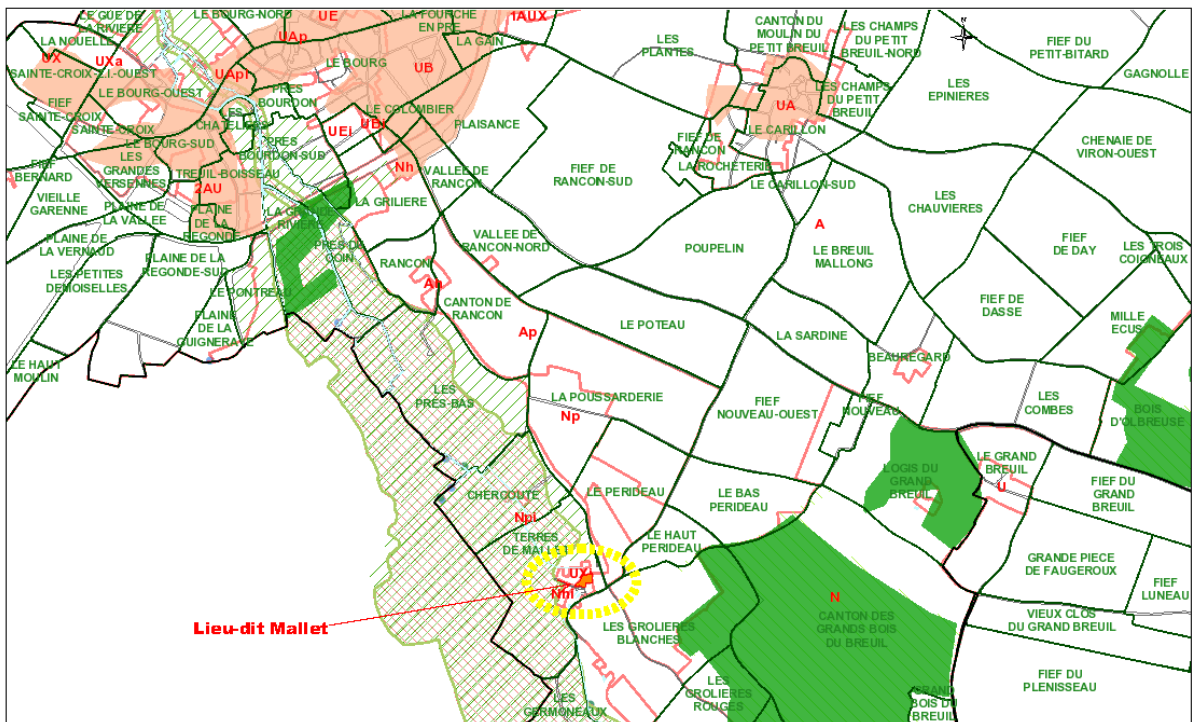 LE GUE DE
LA RIVIERE
LE BOURG-NORD
UE
LA FOURCHE
EN PRE
1AUX
LA NOUELLE
UAp
LA GAIN
UX
UXa
SAINTE-CROIX-Z.I.-OUEST
UApi
LE BOURG
UB
LE BOURG-OUEST
PRES
BOURDON
FIEF
SAINTE-CROIX
SAINTE-CROIX
LES
CHATELIERS
LE COLOMBIER
UEi
PLAISANCE
LE BOURG-SUD
PRES
BOURDON-SUD
FIEF
BERNARD
LES
GRANDES
VERSENNES
TREUIL-BOISSEAU
Nh
VALLEE DE
RANCON
VIEILLE
GARENNE
2AU
PLAINE DE
LA VALLEE
PLAINE
DE LA
REGONDE
LA GRANDE
RIVIERE
LA GRILIERE
PLAINE DE
LA VERNAUD
PLAINE DE LA
REGONDE-SUD
PRES DU
COIN
RANCON
VALLEE DE
RANCON-NORD
LES PETITES
DEMOISELLES
LE PONTREAU
CANTON DE
RANCON
PLAINE
DE LA
GUIGNERAYE
Ap
LE HAUT
MOULIN
LES
PLANTES
CANTON DU
MOULIN DU
PETIT BREUIL
LES CHAMPS
DU PETIT
BREUIL-NORD
N
FIEF DU
PETIT-BITARD
GAGNOLLE
LES
EPINIERES
UA
LES CHAMPS
DU PETIT
BREUIL
LE CARILLON
FIEF DE
RANCON
LA ROCHETERIE
LE CARILLON-SUD
CHENAIE DE
VIRON-OUEST
FIEF DE
RANCON-SUD
LES
CHAUVIERES
A
POUPELIN
LE BREUIL
MALLONG
FIEF
DE DAY
LES TROIS
COIGNEAUX
FIEF DE
DASSE
MILLE
ECUS
LE POTEAU
LA SARDINE
BEAUREGARD
LES
PRES-BAS
LA POUSSARDERIE
Np
FIEF
NOUVEAU-OUEST
FIEF
NOUVEAU
LES
COMBES
BOIS
D'OLBREUSE
LOGIS DU
GRAND
BREUIL
LE GRAND
BREUIL
U
FIEF DU
GRAND
BREUIL
CHERCOUTE
Npi
LE PERIDEAU
LE BAS
PERIDEAU
TERRES
DE MALLET
LE HAUT
PERIDEAU
GRANDE PIECE
DE FAUGEROUX
FIEF
LUNEAU
Nhi
N
CANTON DES
GRANDS BOIS
DU BREUIL
VIEUX CLOS
DU GRAND BREUIL
Lieu-dit Mallet
LES GROLIERES
BLANCHES
FIEF DU
PLENISSEAU
LES
GROLIERES
ROUGES
GRAND
BOIS DU
BREUIL
LES
GERMONEAUX